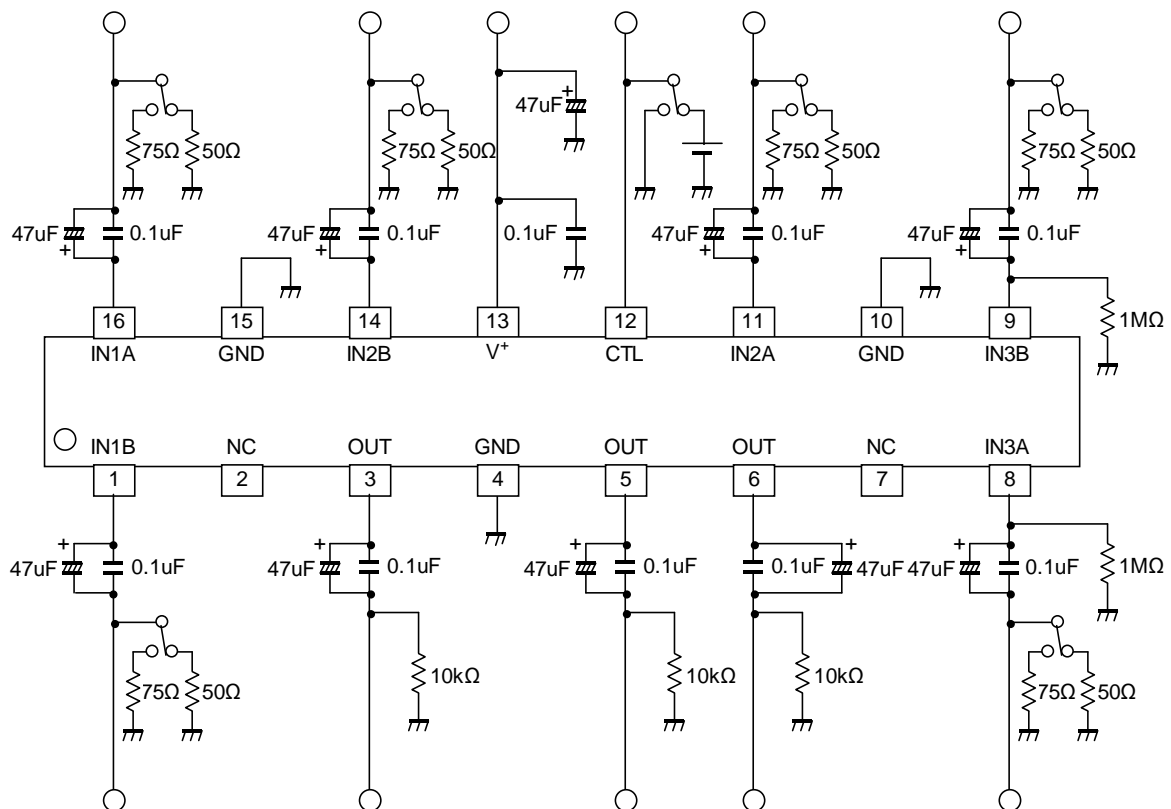 47uF +
75Ω 50Ω 75Ω 50Ω 75Ω 50Ω 75Ω 50Ω
47uF + 0.1uF 47uF + 0.1uF 0.1uF 47uF + 0.1uF 47uF + 0.1uF
16 15 14 13 12 11 10 9 1MΩ
IN1A GND IN2B V+ CTL IN2A GND IN3B
IN1B NC OUT GND OUT OUT NC IN3A
1 2 3 4 5 6 7 8
+ + + + +
47uF 0.1uF 47uF 0.1uF 47uF 0.1uF 0.1uF 47uF 47uF 0.1uF 1MΩ
75Ω 50Ω 10kΩ 10kΩ 10kΩ 75Ω 50Ω